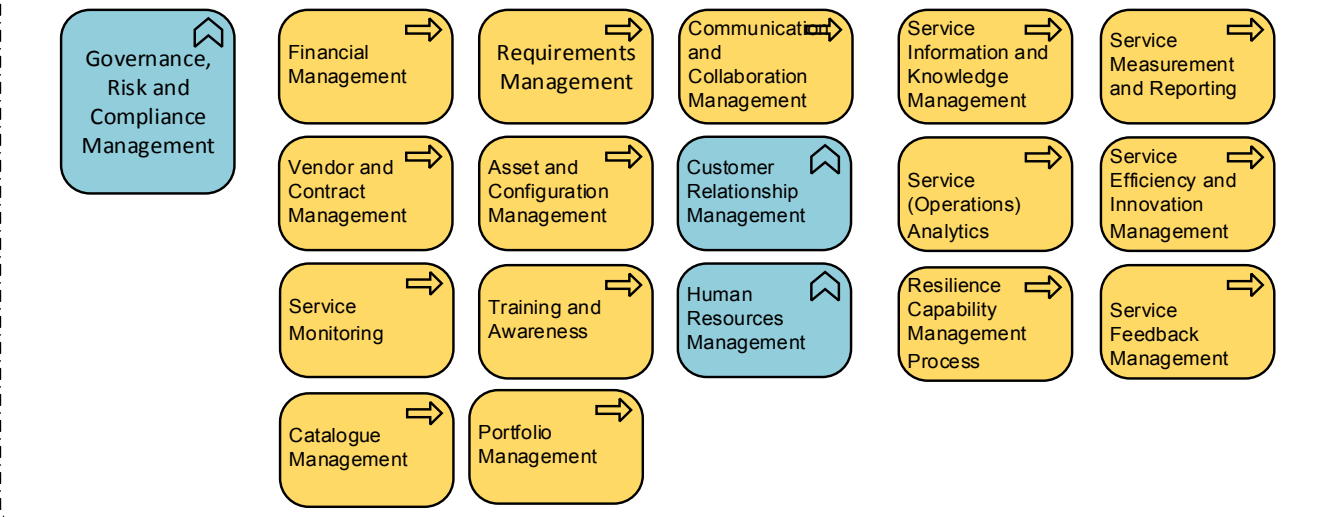 Governance,
Risk and
Compliance
Management
Financial
Management
Requirements
Management
Communication
and
Collaboration
Management
Service
Information and
Knowledge
Management
Service
Measurement
and Reporting
Vendor and
Contract
Management
Asset and
Configuration
Management
Customer
Relationship
Management
Service
(Operations)
Analytics
Service
Efficiency and
Innovation
Management
Service
Monitoring
Training and
Awareness
Human
Resources
Management
Resilience
Capability
Management
Process
Service
Feedback
Management
Catalogue
Management
Portfolio
Management